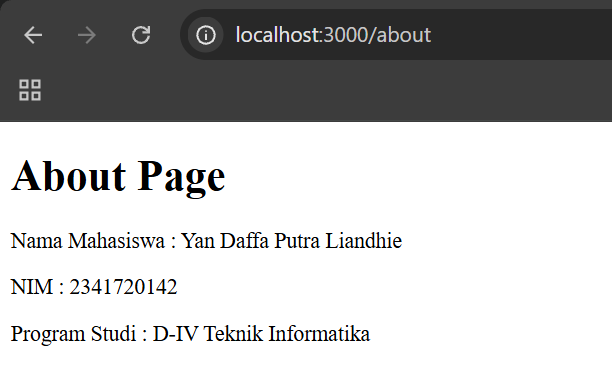 localhost:3000/about
About Page
Nama Mahasiswa : Yan Daffa Putra Liandhie
NIM : 2341720142
Program Studi : D-IV Teknik Informatika